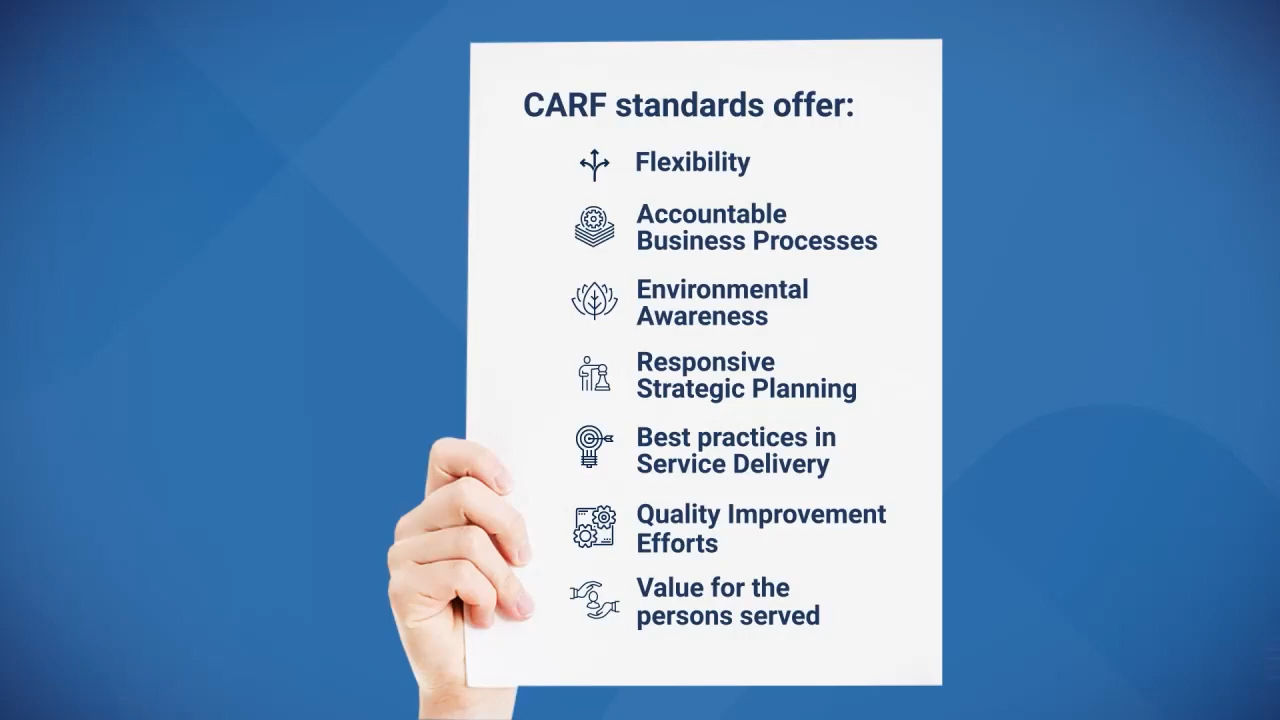 CARF standards offer:
Flexibility
Accountable
Business Processes
Environmental
Awareness
Responsive
Strategic Planning
Best practices in
Service Delivery
Quality Improvement
Efforts
Value for the
persons served